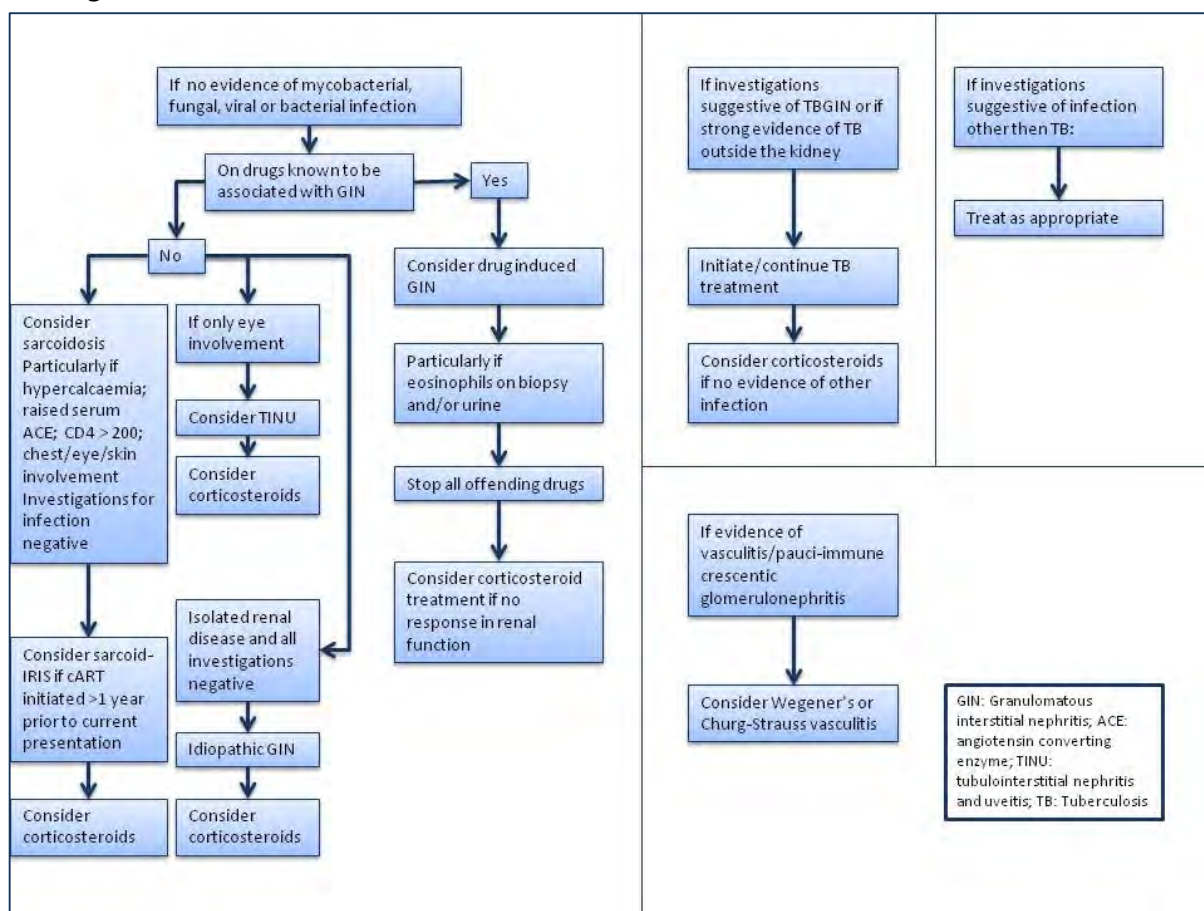 If no evidence of mycobacterial,
fungal, viral or bacterial infection
On drugs known to be
associated with GIN
Yes
No
Consider
sarcoidosis
Particularly if
hypercalcaemia;
raised serum
ACE; CD4 > 200;
chest/eye/skin
involvement
Investigations for
infection
negative
Consider sarcoid-
IRIS if cART
initiated >1 year
prior to current
presentation
Consider
corticosteroids
If only eye
involvement
Consider TINU
Consider
corticosteroids
Isolated renal
disease and all
investigations
negative
Idiopathic GIN
Consider
corticosteroids
Consider drug induced
GIN
Particularly if
eosinophils on biopsy
and/or urine
Stop all offending drugs
Consider corticosteroid
treatment if no
response in renal
function
If investigations
suggestive of TBGIN or if
strong evidence of TB
outside the kidney
Initiate/continue TB
treatment
Consider corticosteroids
if no evidence of other
infection
If investigations
suggestive of infection
other then TB:
Treat as appropriate
If evidence of
vasculitis/pauci-immune
crescentic
glomerulonephritis
Consider Wegener's or
Churg-Strauss vasculitis
GIN: Granulomatous
interstitial nephritis; ACE:
angiotensin converting
enzyme; TINU:
tubulointerstitial nephritis
and uveitis; TB: Tuberculosis